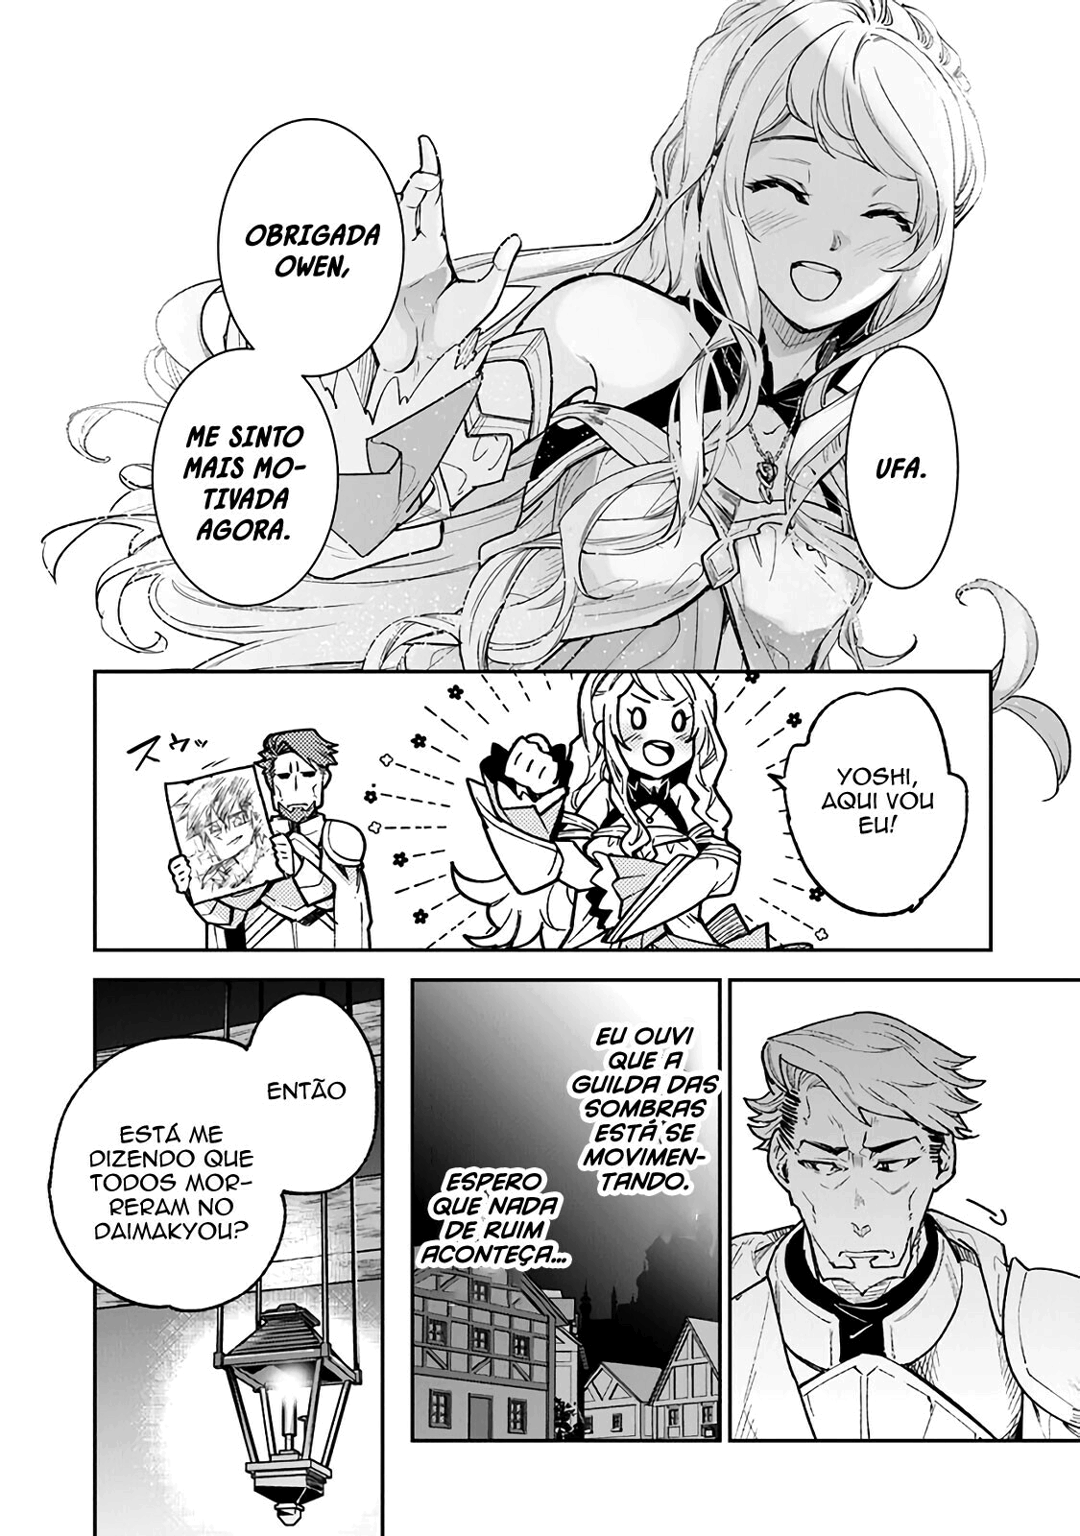 UFA.
OBRIGADA
OWEN,
ME SINTO
MAIS MO-
TIVADA
AGORA.
YOSHI,
AQUI VOU
EU!
スウッ
EU OUVI
QUE A
GUILDA DAS
SOMBRAS
ESTÁ SE
MOVIMEN-
TANDO.
ESPERO
QUE NADA
DE RUIM
ACONTEÇA...
ENTÃO
ESTÁ ME
DIZENDO QUE
TODOS MOR-
RERAM NO
DAIMAKYOU?